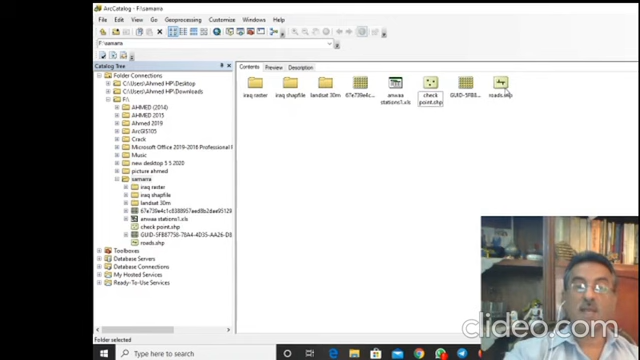 ArcCatalog
File Edit View Go Geoprocessing Customize Windows Help
F:\samarra
Catalog Tree
Folder Connections
C:\Users\Ahmed HP\Desktop
C:\Users\Ahmed HP\Downloads
F:\
AHMED (2014)
AHMED 2015
Ahmed 2019
ArcGIS105
Crack
Microsoft Office 2019-2016 Professional
Music
new desktop 5 5 2020
picture ahmed
samarra
iraq raster
iraq shapfile
landsat 30m
anwaa stations1.xls
check point.shp
roads.shp
Toolboxes
Database Servers
Database Connections
My Hosted Services
Ready-To-Use Services
Contents Preview Description
iraq raster
iraq shapefile
landsat 30m
67e739e4c...
anwaa
stations1.xls
check
point.shp
GUID-5FB8...
roads.shp
Folder selected
Type here to search
clideo.com